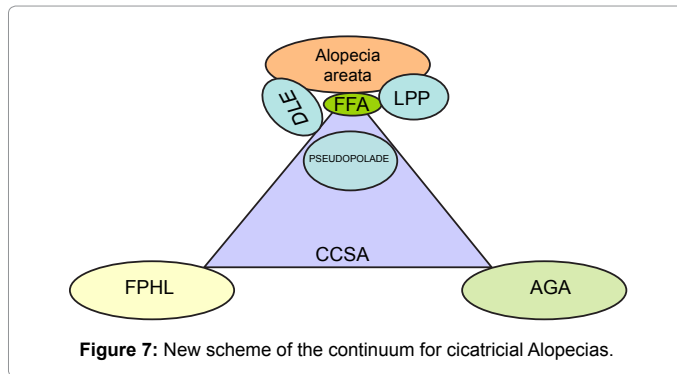 Alopecia
areata
DLE
FFA
LPP
PSEUDOPOLADE
CCSA
FPHL
AGA
Figure 7: New scheme of the continuum for cicatricial Alopecias.